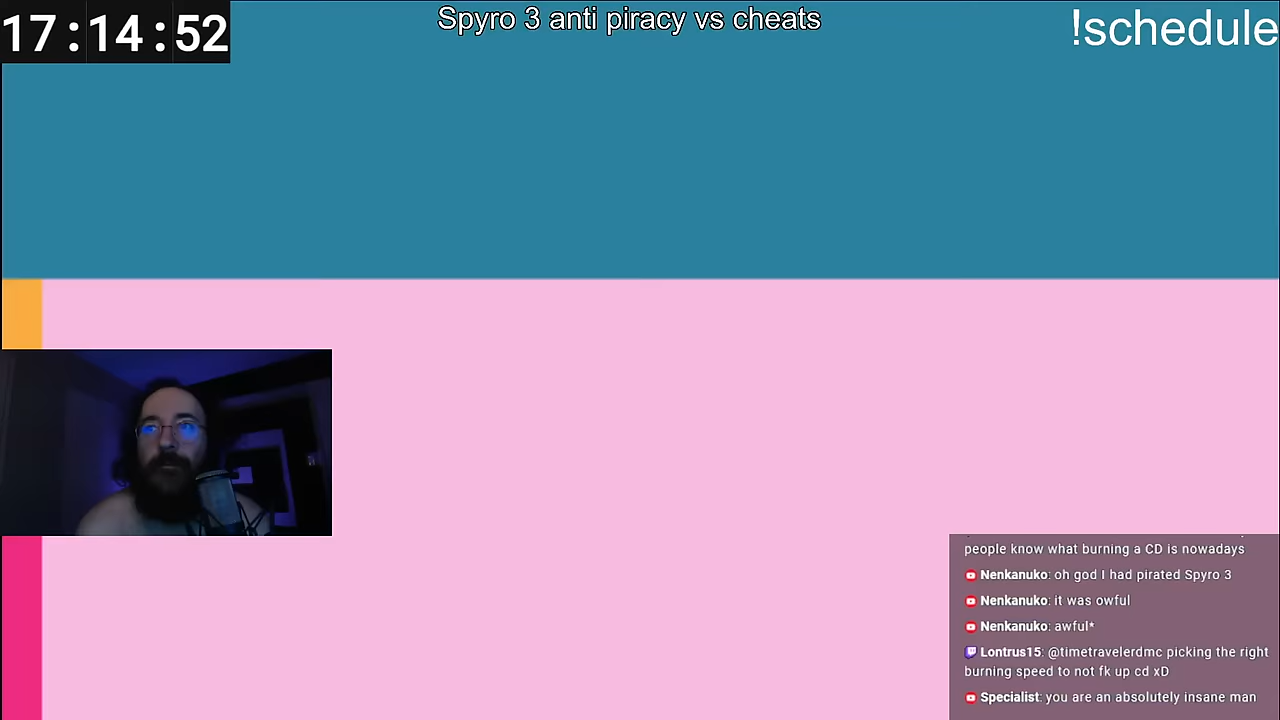 17:14:52
Spyro 3 anti piracy vs cheats
!schedule
people know what burning a CD is nowadays
Nenkanuko: oh god I had pirated Spyro 3
Nenkanuko: it was owful
Nenkanuko: awful*
Lontrus15: @timetravelerdmc picking the right
burning speed to not fk up cd xD
Specialist: you are an absolutely insane man